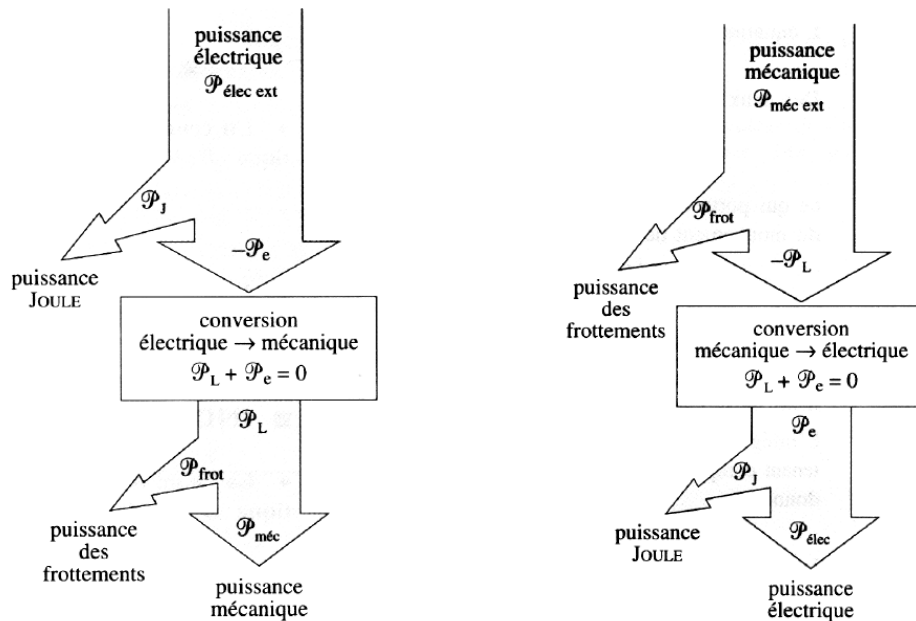 puissance
électrique
𝒫élec ext
𝒫J
–𝒫e
puissance
JOULE
conversion
électrique → mécanique
𝒫L + 𝒫e = 0
𝒫L
𝒫frot
puissance
des
frottements
𝒫méc
puissance
mécanique
puissance
mécanique
𝒫méc ext
𝒫frot
–𝒫L
puissance
des
frottements
conversion
mécanique → électrique
𝒫L + 𝒫e = 0
𝒫e
𝒫J
puissance
JOULE
𝒫élec
puissance
électrique